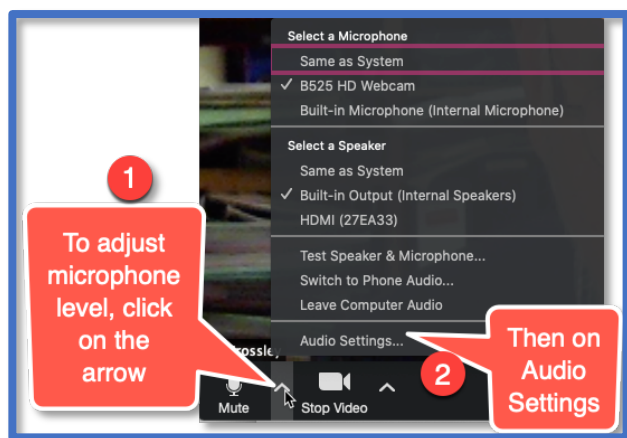 Select a Microphone
Same as System
✓ B525 HD Webcam
Built-in Microphone (Internal Microphone)
Select a Speaker
Same as System
✓ Built-in Output (Internal Speakers)
HDMI (27EA33)
Test Speaker & Microphone...
Switch to Phone Audio...
Leave Computer Audio
Audio Settings...
1
To adjust
microphone
level, click
on the
arrow
2
Then on
Audio
Settings
Mute
Stop Video